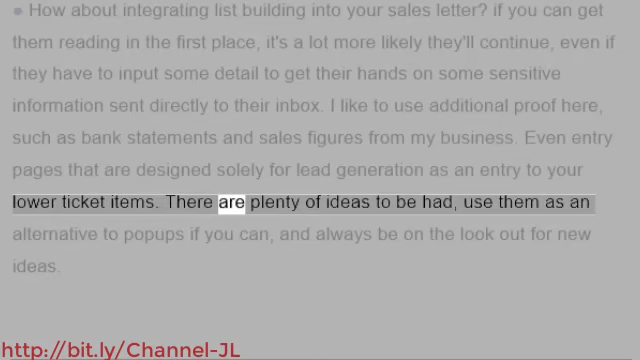 ● How about integrating list building into your sales letter? if you can get
them reading in the first place, it's a lot more likely they'll continue, even if
they have to input some detail to get their hands on some sensitive
information sent directly to their inbox. I like to use additional proof here,
such as bank statements and sales figures from my business. Even entry
pages that are designed solely for lead generation as an entry to your
lower ticket items. There are plenty of ideas to be had, use them as an
alternative to popups if you can, and always be on the look out for new
ideas.
http://bit.ly/Channel-JL